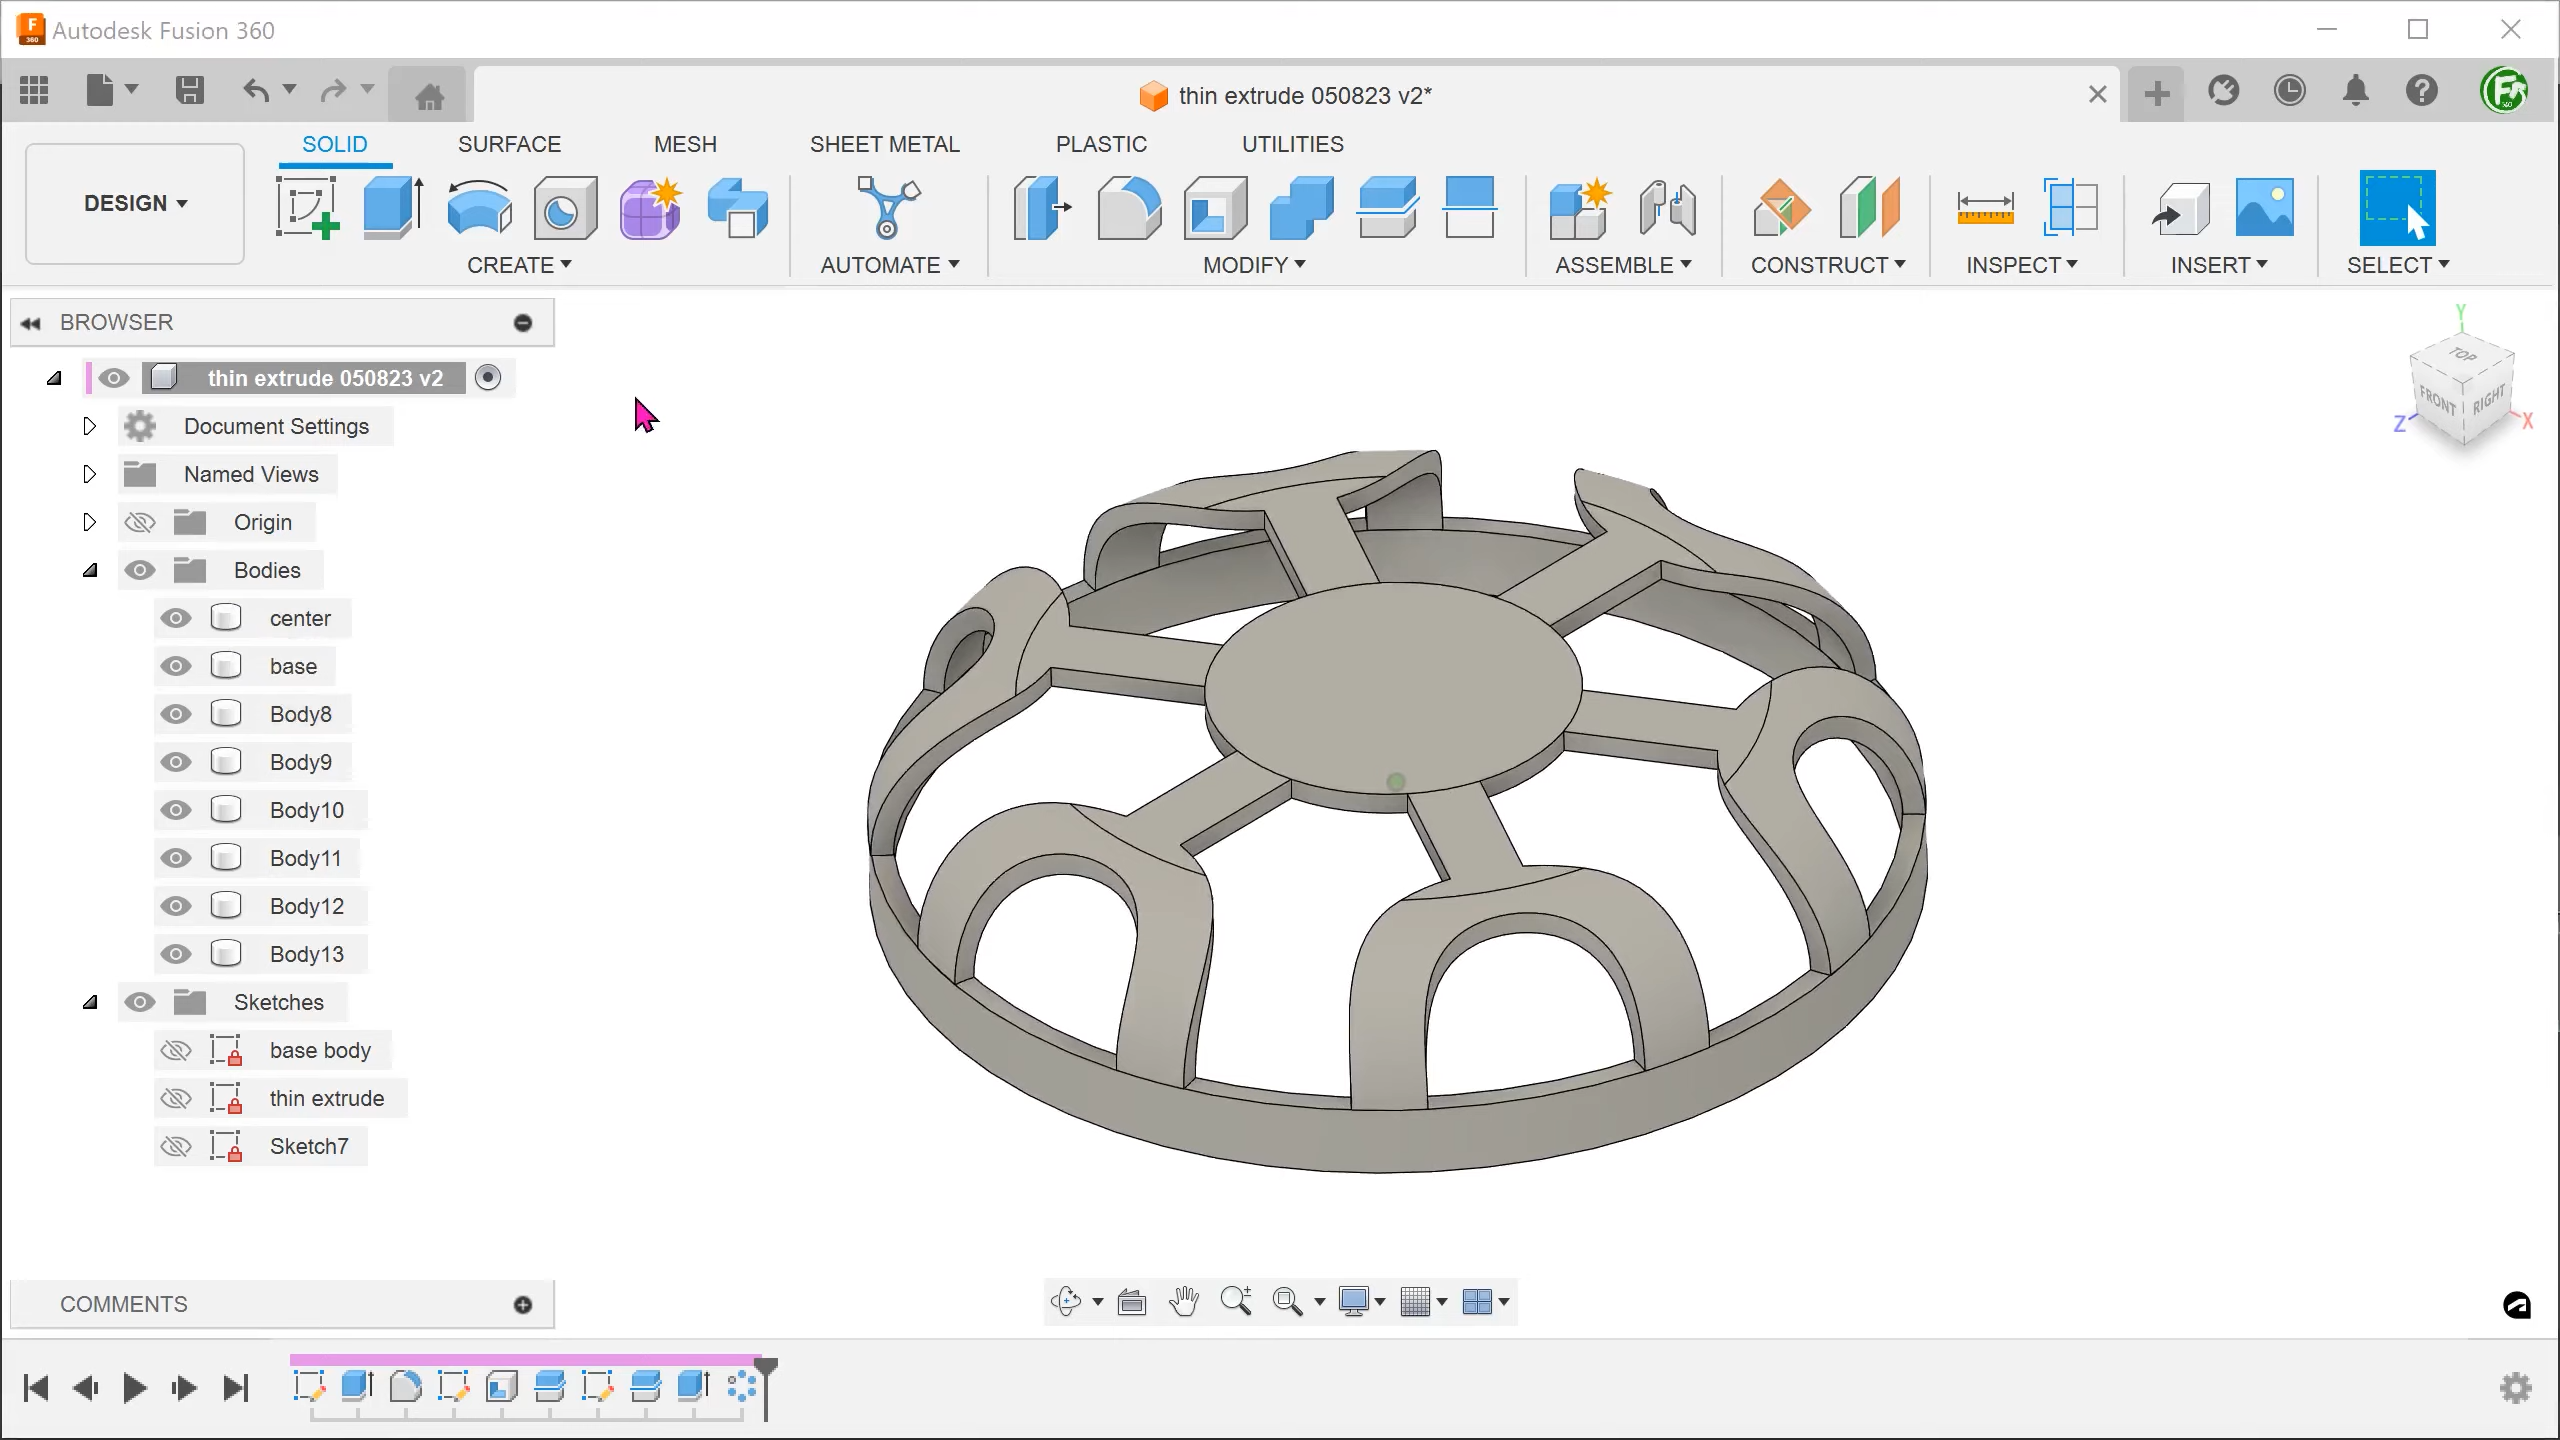 Autodesk Fusion 360
thin extrude 050823 v2*
SOLID SURFACE MESH SHEET METAL PLASTIC UTILITIES
DESIGN
CREATE AUTOMATE MODIFY ASSEMBLE CONSTRUCT INSPECT INSERT SELECT
BROWSER
thin extrude 050823 v2
Document Settings
Named Views
Origin
Bodies
center
base
Body8
Body9
Body10
Body11
Body12
Body13
Sketches
base body
thin extrude
Sketch7
Y
TOP
FRONT RIGHT
Z X
COMMENTS